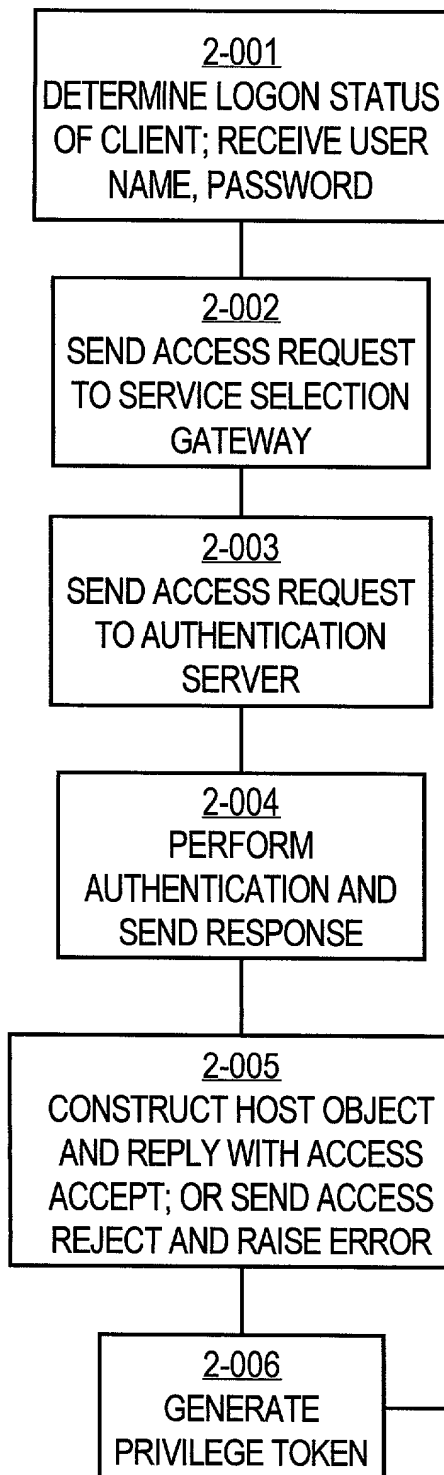 2-001
DETERMINE LOGON STATUS
OF CLIENT; RECEIVE USER
NAME, PASSWORD
2-002
SEND ACCESS REQUEST
TO SERVICE SELECTION
GATEWAY
2-003
SEND ACCESS REQUEST
TO AUTHENTICATION
SERVER
2-004
PERFORM
AUTHENTICATION AND
SEND RESPONSE
2-005
CONSTRUCT HOST OBJECT
AND REPLY WITH ACCESS
ACCEPT; OR SEND ACCESS
REJECT AND RAISE ERROR
2-006
GENERATE
PRIVILEGE TOKEN